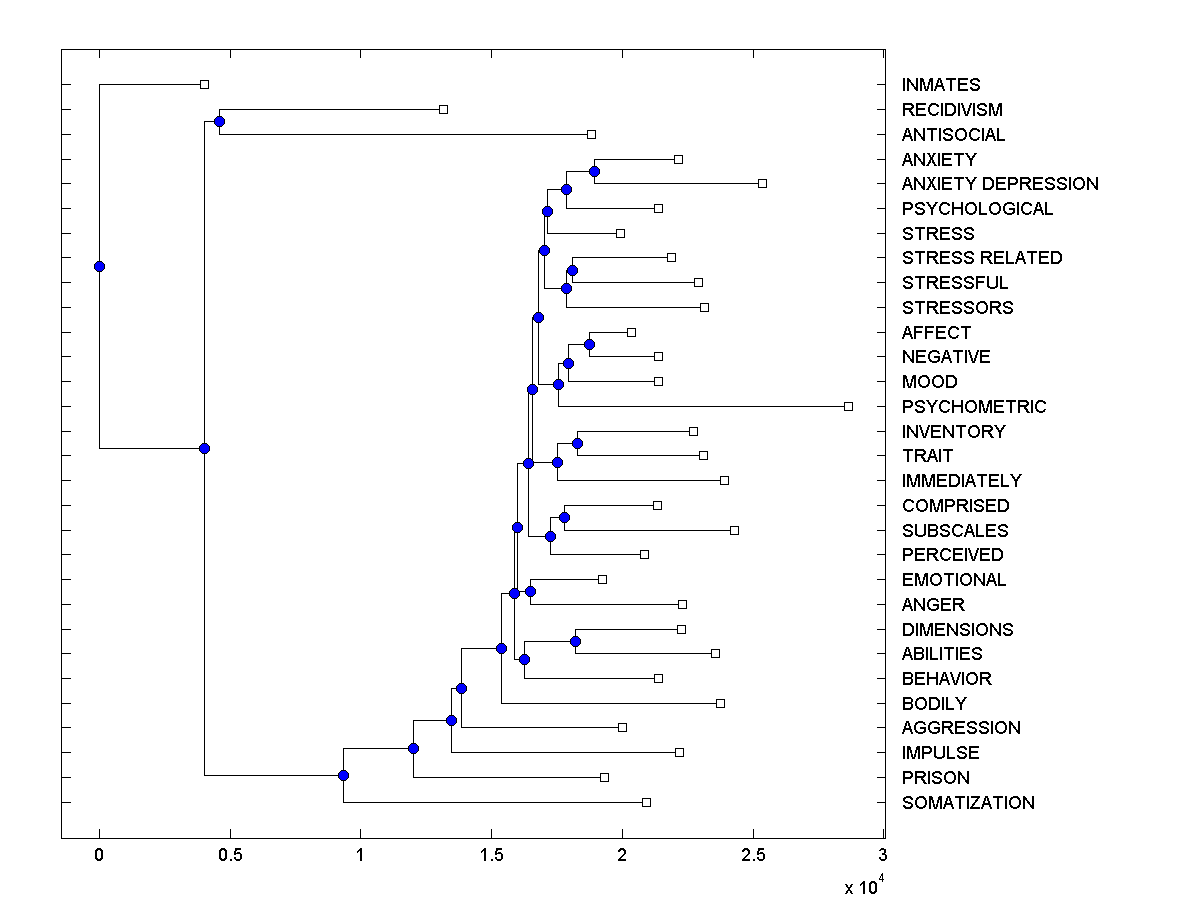 INMATES
RECIDIVISM
ANTISOCIAL
ANXIETY
ANXIETY DEPRESSION
PSYCHOLOGICAL
STRESS
STRESS RELATED
STRESSFUL
STRESSORS
AFFECT
NEGATIVE
MOOD
PSYCHOMETRIC
INVENTORY
TRAIT
IMMEDIATELY
COMPRISED
SUBSCALES
PERCEIVED
EMOTIONAL
ANGER
DIMENSIONS
ABILITIES
BEHAVIOR
BODILY
AGGRESSION
IMPULSE
PRISON
SOMATIZATION
0 0.5 1 1.5 2 2.5 3
x 10^4